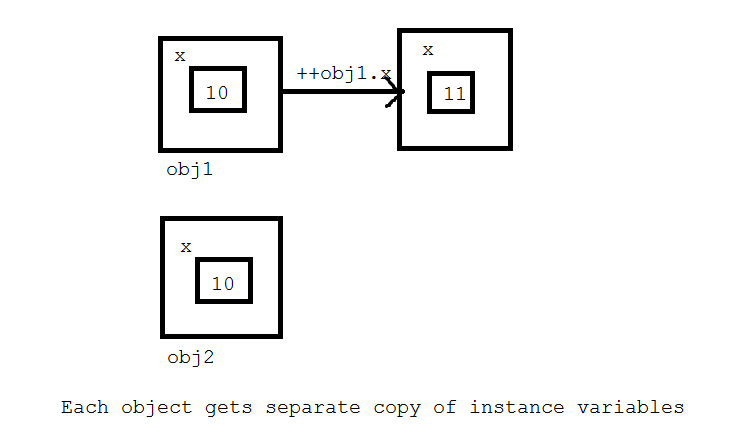 x
10
++obj1.x
x
11
obj1
x
10
obj2
Each object gets separate copy of instance variables